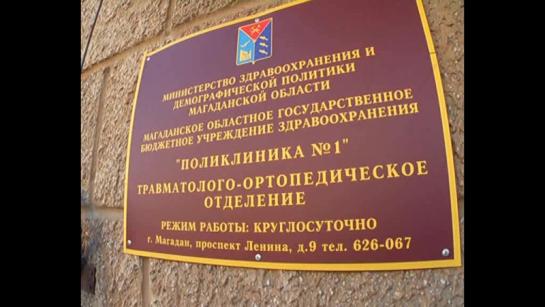 МИНИСТЕРСТВО ЗДРАВООХРАНЕНИЯ И
ДЕМОГРАФИЧЕСКОЙ ПОЛИТИКИ
МАГАДАНСКОЙ ОБЛАСТИ
МАГАДАНСКОЕ ОБЛАСТНОЕ ГОСУДАРСТВЕННОЕ
БЮДЖЕТНОЕ УЧРЕЖДЕНИЕ ЗДРАВООХРАНЕНИЯ
"ПОЛИКЛИНИКА №1"
ТРАВМАТОЛОГО-ОРТОПЕДИЧЕСКОЕ
ОТДЕЛЕНИЕ
РЕЖИМ РАБОТЫ: КРУГЛОСУТОЧНО
г. Магадан, проспект Ленина, д.9 тел. 626-067